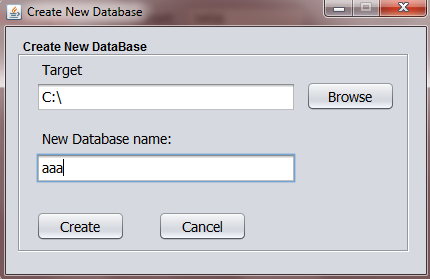 Create New Database
Create New DataBase
Target
C:\
Browse
New Database name:
aaa
Create
Cancel